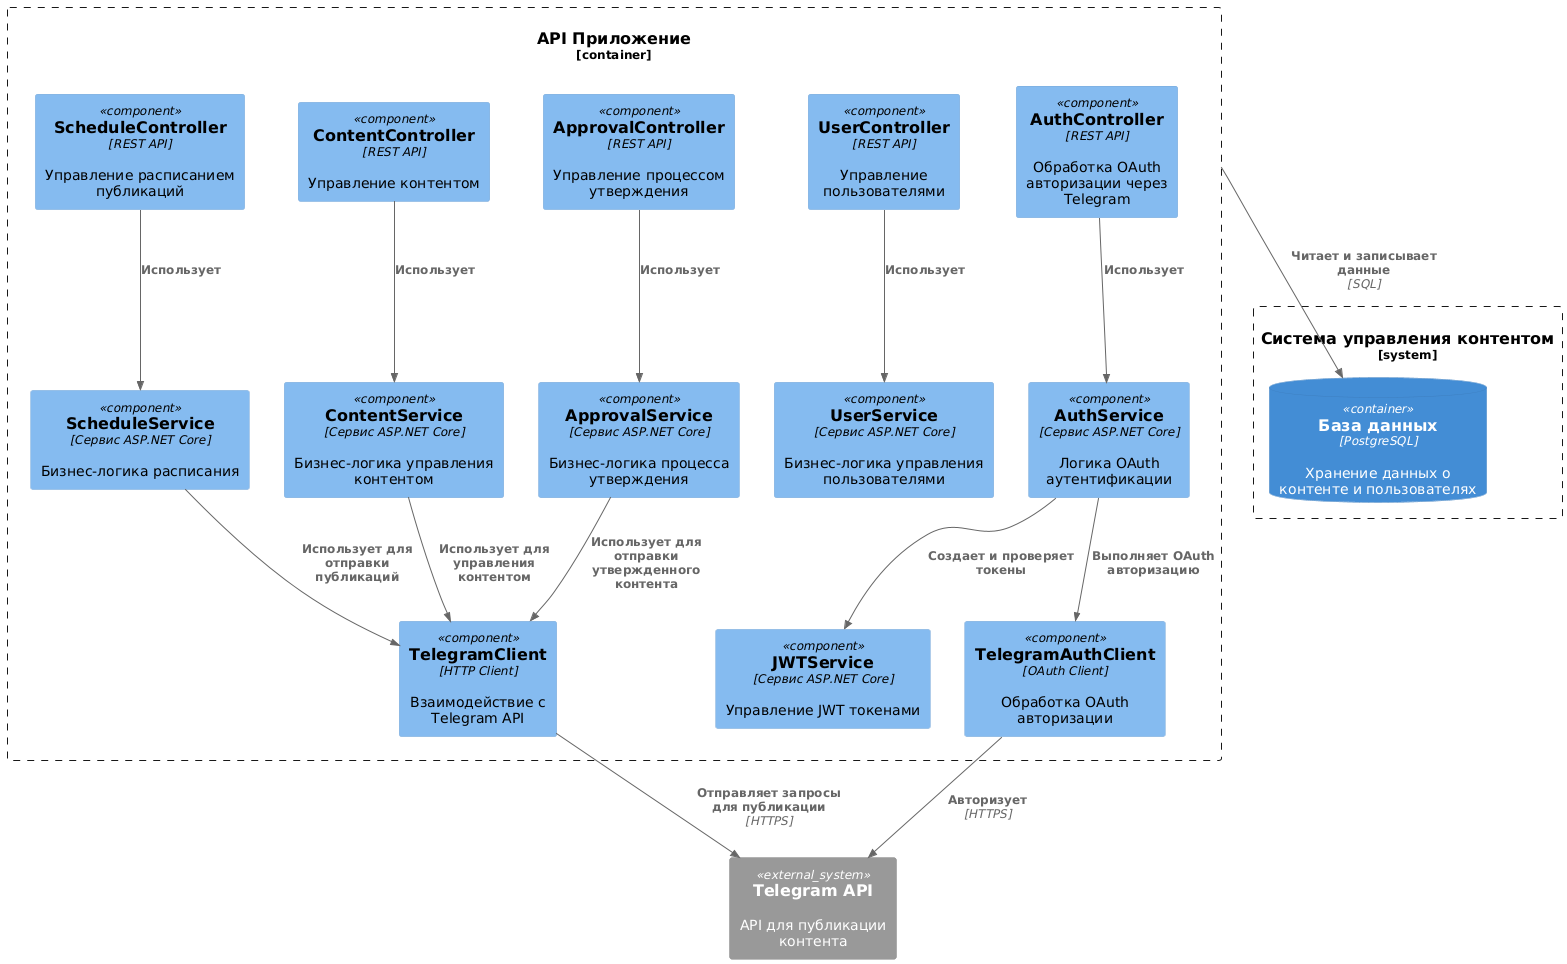 API Приложение
[container]
«component»
ScheduleController
[REST API]
Управление расписанием
публикаций
«component»
ContentController
[REST API]
Управление контентом
«component»
ApprovalController
[REST API]
Управление процессом
утверждения
«component»
UserController
[REST API]
Управление
пользователями
«component»
AuthController
[REST API]
Обработка OAuth
авторизации через
Telegram
Использует
Использует
Использует
Использует
Использует
Читает и записывает
данные
[SQL]
Система управления контентом
[system]
«component»
ScheduleService
[Сервис ASP.NET Core]
Бизнес-логика расписания
«component»
ContentService
[Сервис ASP.NET Core]
Бизнес-логика управления
контентом
«component»
ApprovalService
[Сервис ASP.NET Core]
Бизнес-логика процесса
утверждения
«component»
UserService
[Сервис ASP.NET Core]
Бизнес-логика управления
пользователями
«component»
AuthService
[Сервис ASP.NET Core]
Логика OAuth
аутентификации
«container»
База данных
[PostgreSQL]
Хранение данных о
контенте и пользователях
Использует для
отправки
публикаций
Использует для
управления
контентом
Использует для
отправки
утвержденного
контента
Создает и проверяет
токены
Выполняет OAuth
авторизацию
«component»
TelegramClient
[HTTP Client]
Взаимодействие с
Telegram API
«component»
JWTService
[Сервис ASP.NET Core]
Управление JWT токенами
«component»
TelegramAuthClient
[OAuth Client]
Обработка OAuth
авторизации
Отправляет запросы
для публикации
[HTTPS]
Авторизует
[HTTPS]
«external_system»
Telegram API
API для публикации
контента